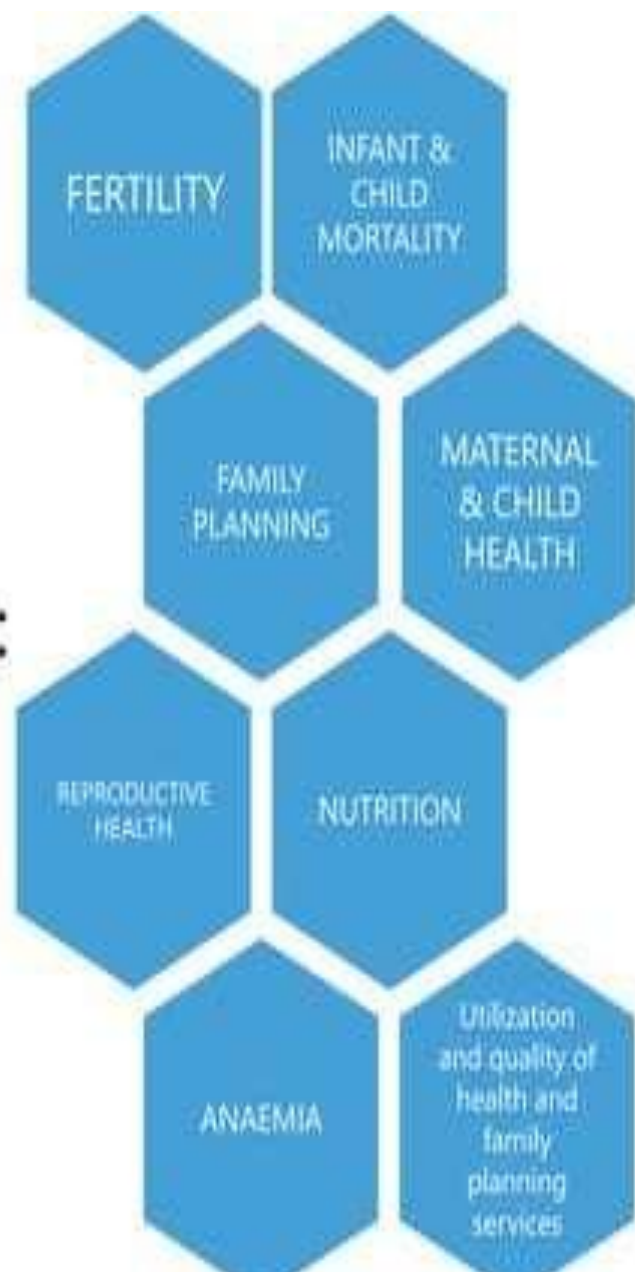 FERTILITY
INFANT &
CHILD
MORTALITY
FAMILY
PLANNING
MATERNAL
& CHILD
HEALTH
:
REPRODUCTIVE
HEALTH
NUTRITION
ANAEMIA
Utilization
and quality of
health and
family
planning
services